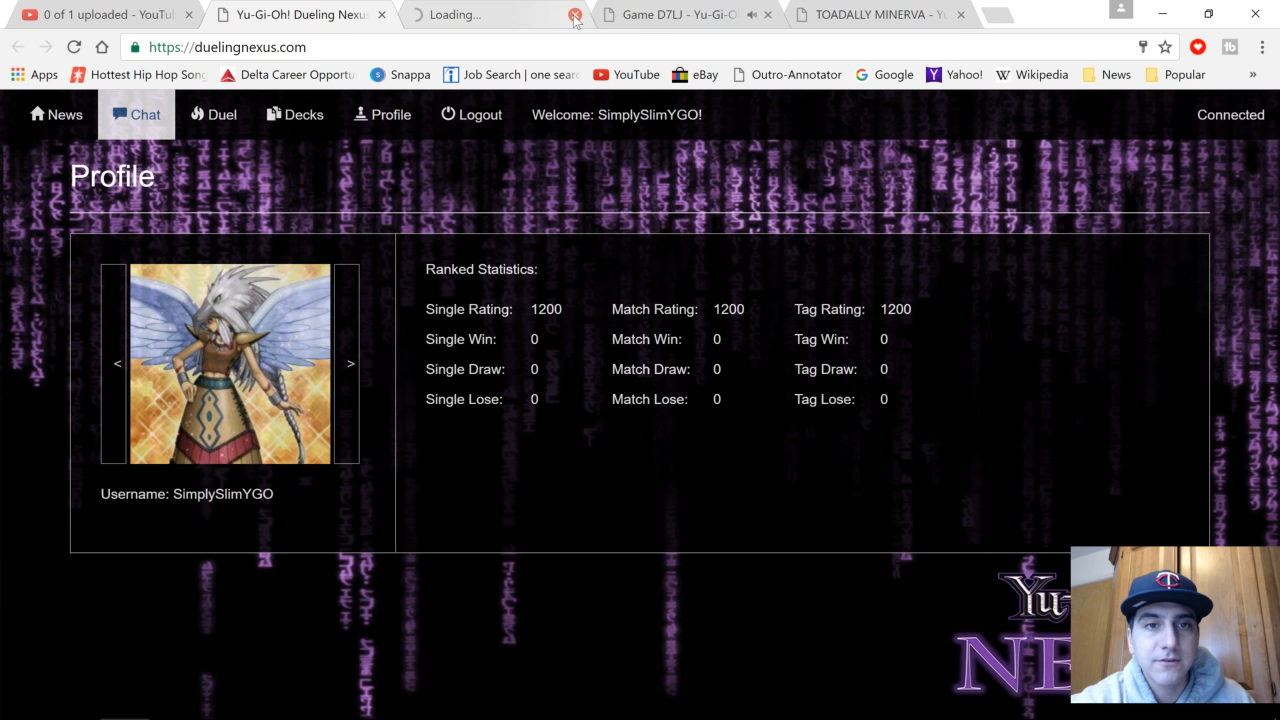 0 of 1 uploaded - YouTu
Yu-Gi-Oh! Dueling Nexus
Loading...
Game D7LJ - Yu-Gi-O
TOADALLY MINERVA - Yu
https://duelingnexus.com
Apps
Hottest Hip Hop Song
Delta Career Opportu
Snappa
Job Search | one searc
YouTube
eBay
Outro-Annotator
Google
Yahoo!
Wikipedia
News
Popular
»
News
Chat
Duel
Decks
Profile
Logout
Welcome: SimplySlimYGO!
Connected
Profile
Ranked Statistics:
Single Rating: 1200 Match Rating: 1200 Tag Rating: 1200
Single Win: 0 Match Win: 0 Tag Win: 0
Single Draw: 0 Match Draw: 0 Tag Draw: 0
Single Lose: 0 Match Lose: 0 Tag Lose: 0
< >
Username: SimplySlimYGO
Yu-
NE